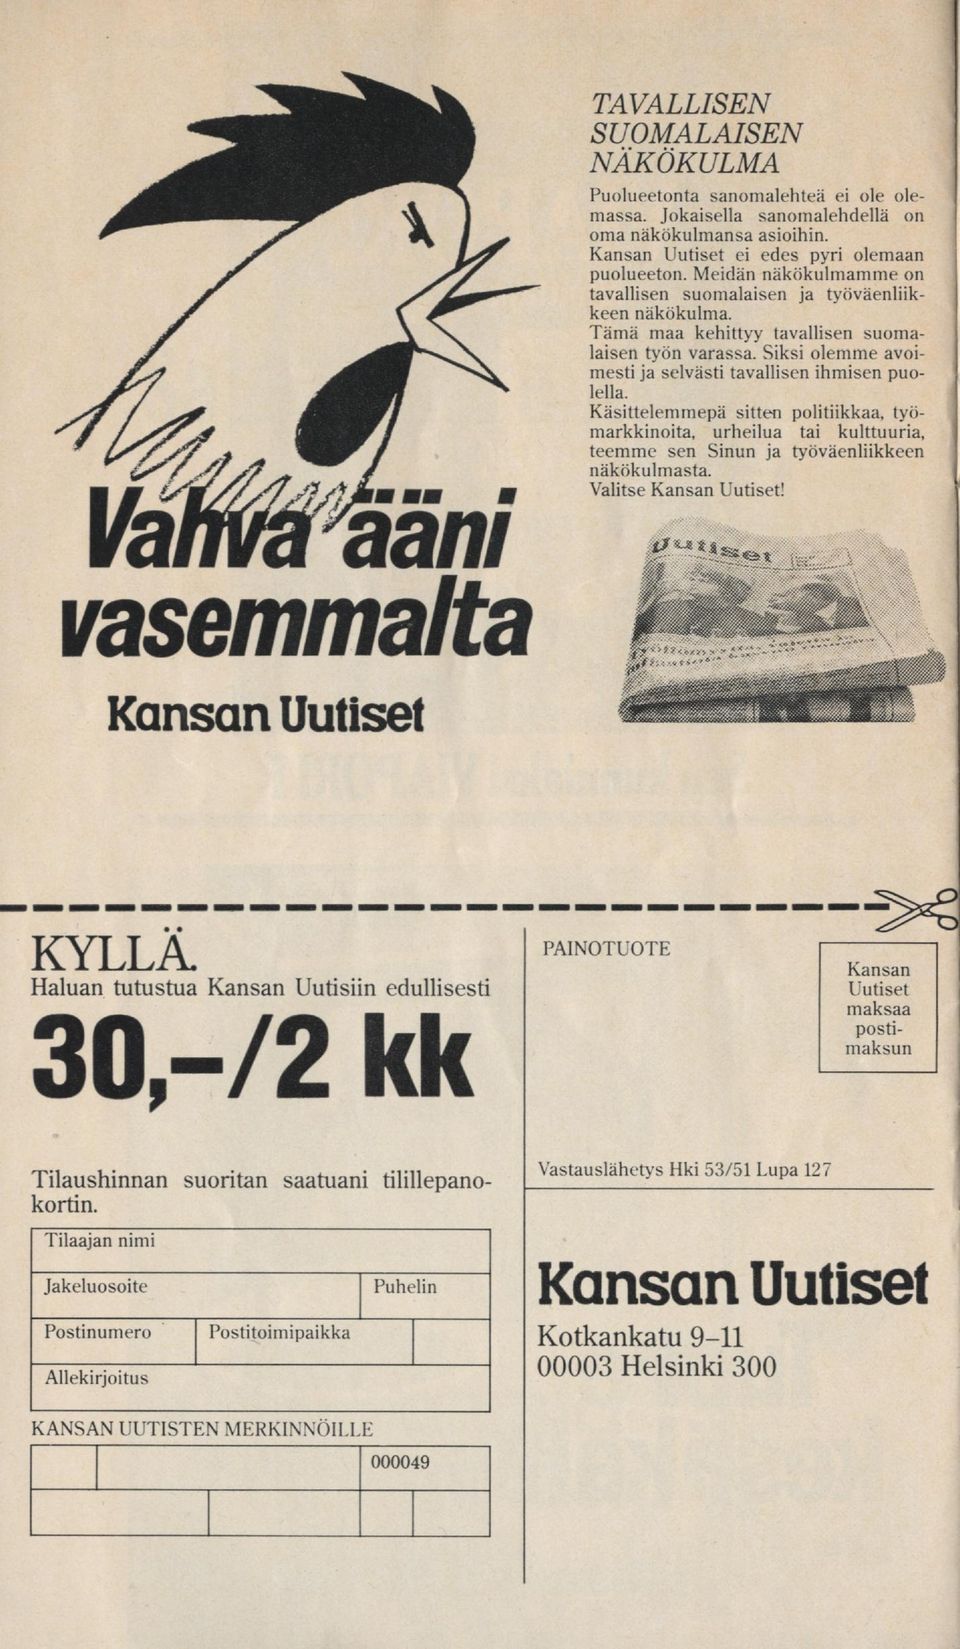 TAVALLISEN
SUOMALAISEN
NÄKÖKULMA
Puolueetonta sanomalehteä ei ole ole-
massa. Jokaisella sanomalehdellä on
oma näkökulmansa asioihin.
Kansan Uutiset ei edes pyri olemaan
puolueeton. Meidän näkökulmamme on
tavallisen suomalaisen ja työväenliik-
keen näkökulma.
Tämä maa kehittyy tavallisen suoma-
laisen työn varassa. Siksi olemme avoi-
mesti ja selvästi tavallisen ihmisen puo-
lella.
Käsittelemmepä sitten politiikkaa, työ-
markkinoita, urheilua tai kulttuuria,
teemme sen Sinun ja työväenliikkeen
näkökulmasta.
Valitse Kansan Uutiset!
Uutiset
Vahva ääni
vasemmalta
Kansan Uutiset
KYLLÄ.
Haluan tutustua Kansan Uutisiin edullisesti
30,-/2 kk
Tilaushinnan suoritan saatuani tilillepano-
kortin.
Tilaajan nimi
Jakeluosoite Puhelin
Postinumero Postitoimipaikka
Allekirjoitus
KANSAN UUTISTEN MERKINNÖILLE
000049
PAINOTUOTE
Kansan
Uutiset
maksaa
posti-
maksun
Vastauslähetys Hki 53/51 Lupa 127
Kansan Uutiset
Kotkankatu 9–11
00003 Helsinki 300